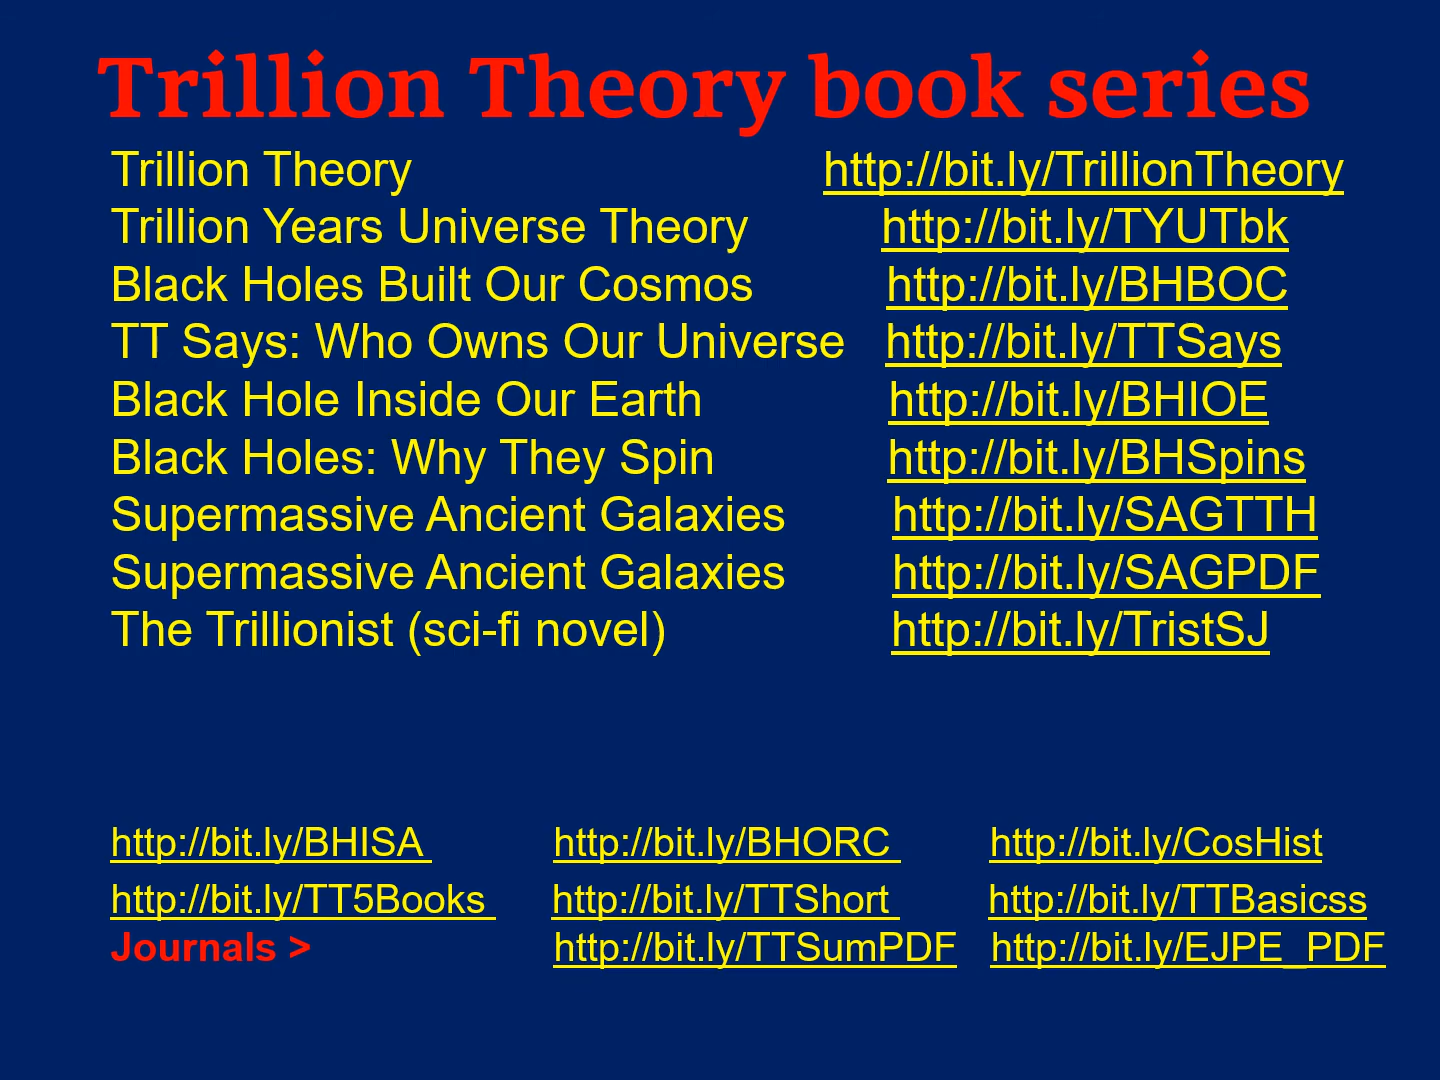 Trillion Theory book series
Trillion Theory http://bit.ly/TrillionTheory
Trillion Years Universe Theory http://bit.ly/TYUTbk
Black Holes Built Our Cosmos http://bit.ly/BHBOC
TT Says: Who Owns Our Universe http://bit.ly/TTSays
Black Hole Inside Our Earth http://bit.ly/BHIOE
Black Holes: Why They Spin http://bit.ly/BHSpins
Supermassive Ancient Galaxies http://bit.ly/SAGTTH
Supermassive Ancient Galaxies http://bit.ly/SAGPDF
The Trillionist (sci-fi novel) http://bit.ly/TristSJ
http://bit.ly/BHISA http://bit.ly/BHORC http://bit.ly/CosHist
http://bit.ly/TT5Books http://bit.ly/TTShort http://bit.ly/TTBasicss
Journals > http://bit.ly/TTSumPDF http://bit.ly/EJPE_PDF